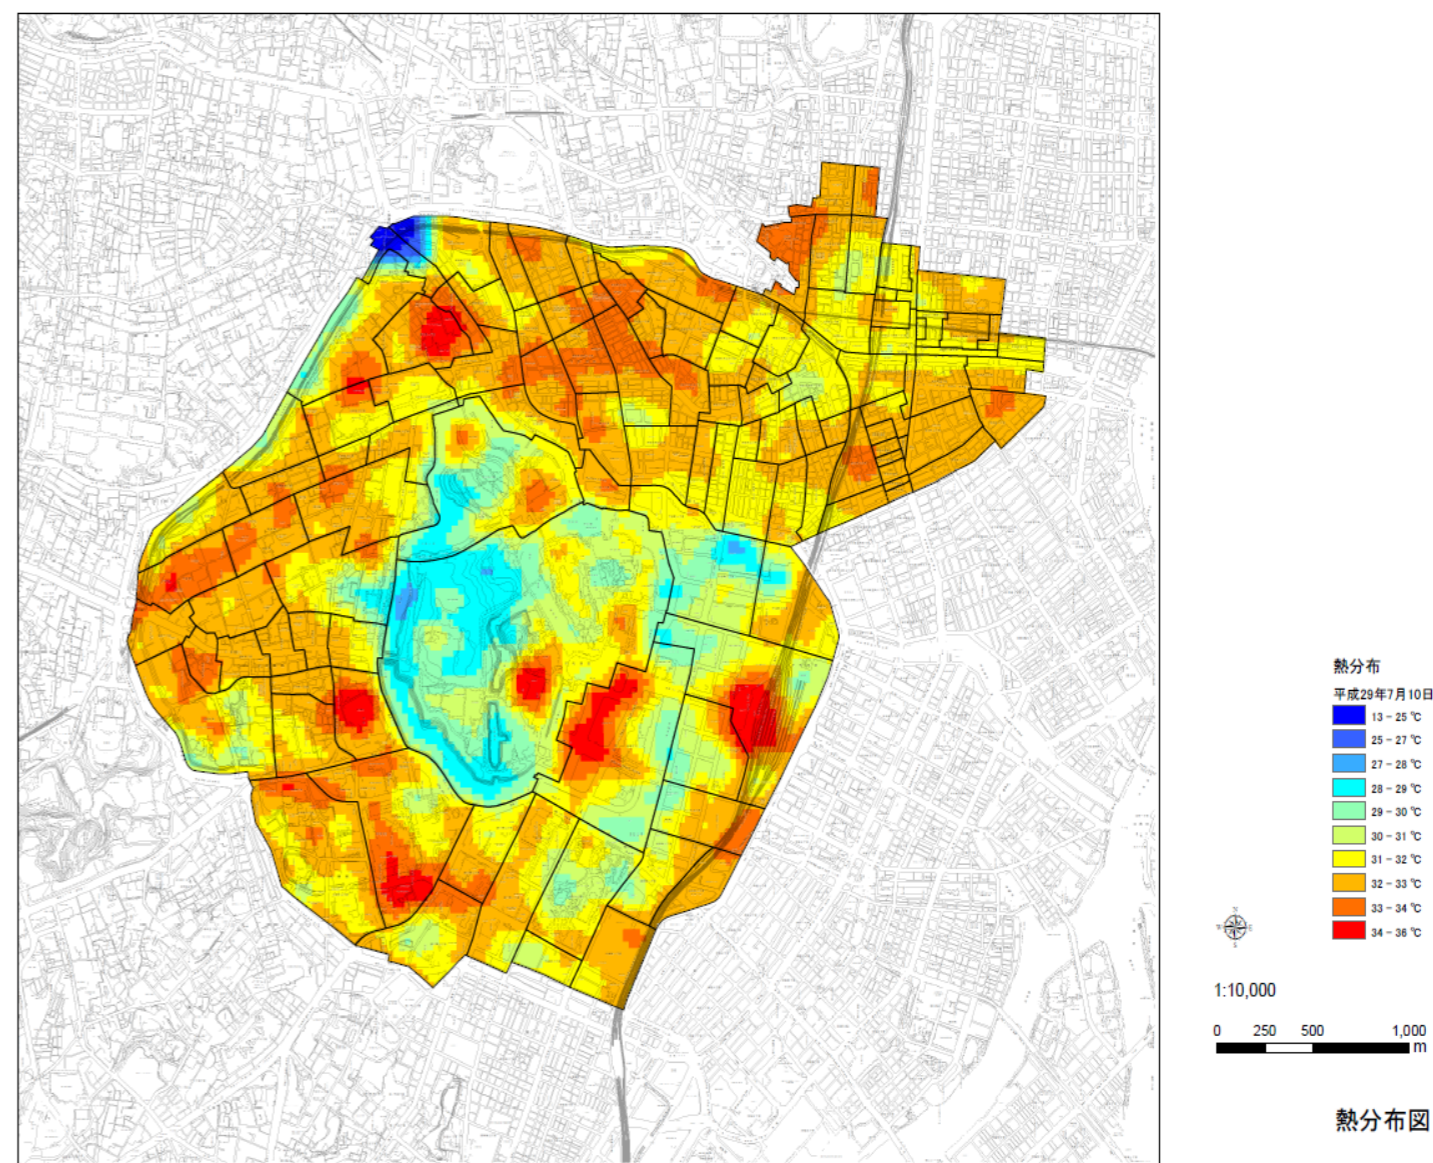 熱分布
平成29年7月10日
13 - 25 ℃
25 - 27 ℃
27 - 28 ℃
28 - 29 ℃
29 - 30 ℃
30 - 31 ℃
31 - 32 ℃
32 - 33 ℃
33 - 34 ℃
34 - 36 ℃
N
W E
S
1:10,000
0 250 500 1,000
m
熱分布図